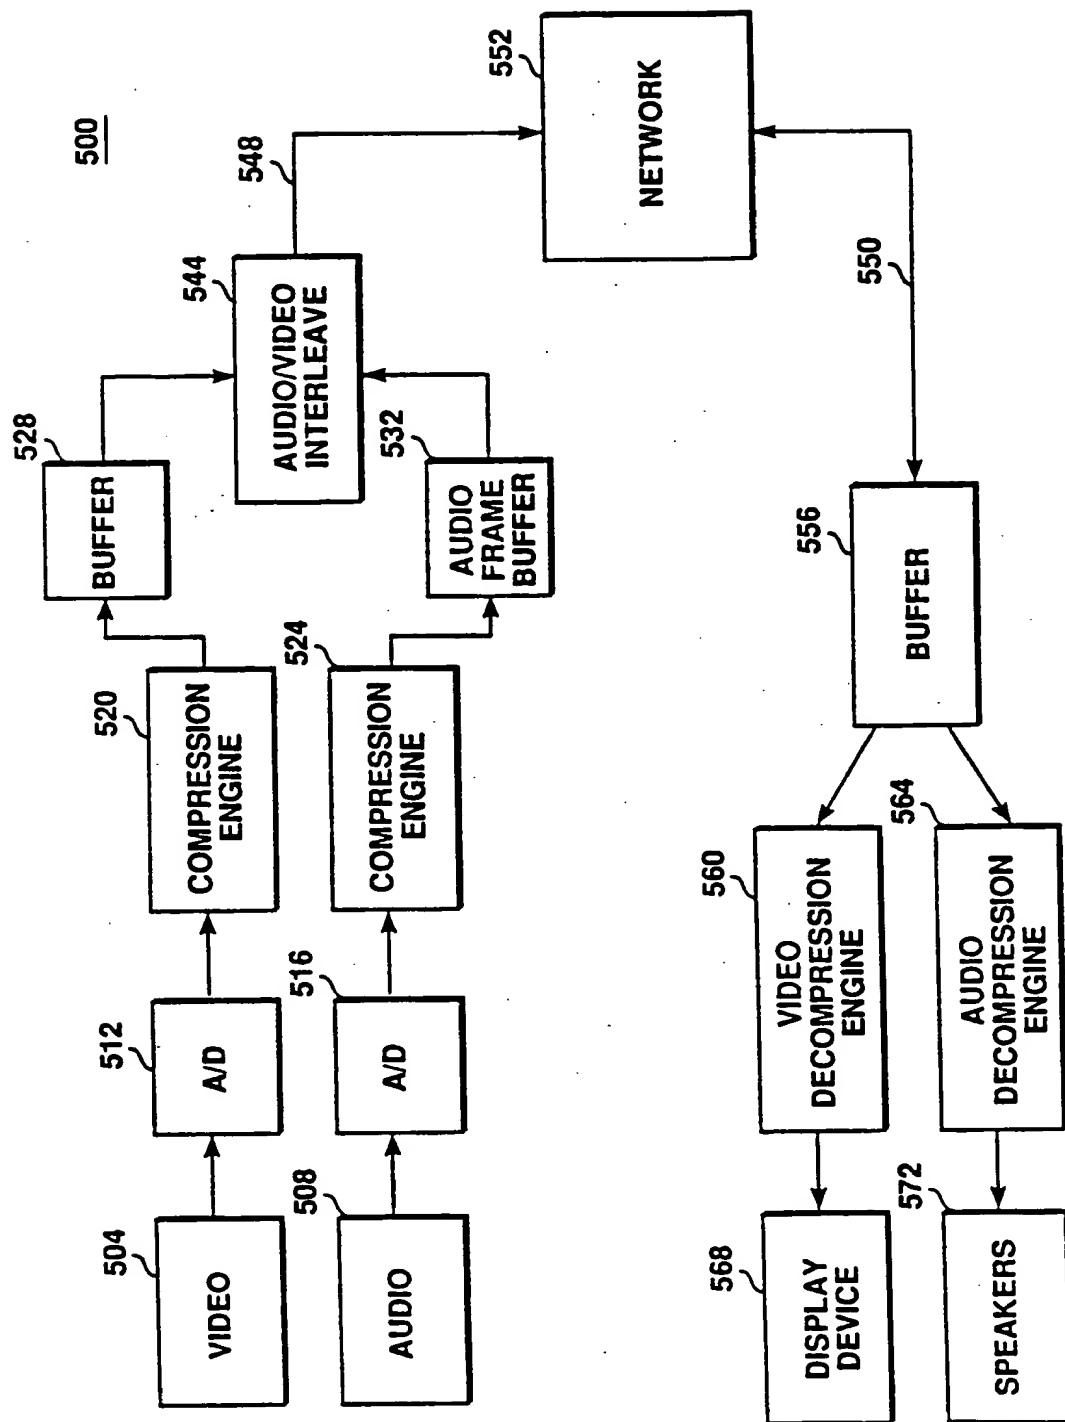 500
504
VIDEO
512
A/D
520
COMPRESSION
ENGINE
528
BUFFER
508
AUDIO
516
A/D
524
COMPRESSION
ENGINE
532
AUDIO
FRAME
BUFFER
544
AUDIO/VIDEO
INTERLEAVE
548
552
NETWORK
550
556
BUFFER
560
VIDEO
DECOMPRESSION
ENGINE
568
DISPLAY
DEVICE
564
AUDIO
DECOMPRESSION
ENGINE
572
SPEAKERS